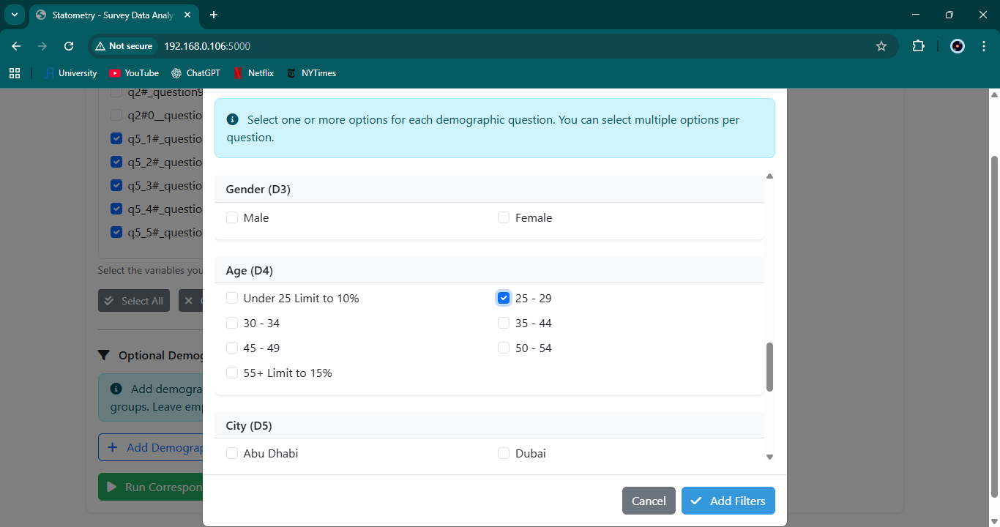 Statometry - Survey Data Analy
Not secure
192.168.0.106:5000
University
YouTube
ChatGPT
Netflix
NYTimes
q2#_question9
q2#0__questio
q5_1#_questio
q5_2#_questio
q5_3#_questio
q5_4#_questio
q5_5#_questio
Select the variables you
Select All
Optional Demog
Add demogra
groups. Leave em
Add Demograp
Run Correspon
Select one or more options for each demographic question. You can select multiple options per
question.
Gender (D3)
Male
Female
Age (D4)
Under 25 Limit to 10%
25 - 29
30 - 34
35 - 44
45 - 49
50 - 54
55+ Limit to 15%
City (D5)
Abu Dhabi
Dubai
Cancel
Add Filters